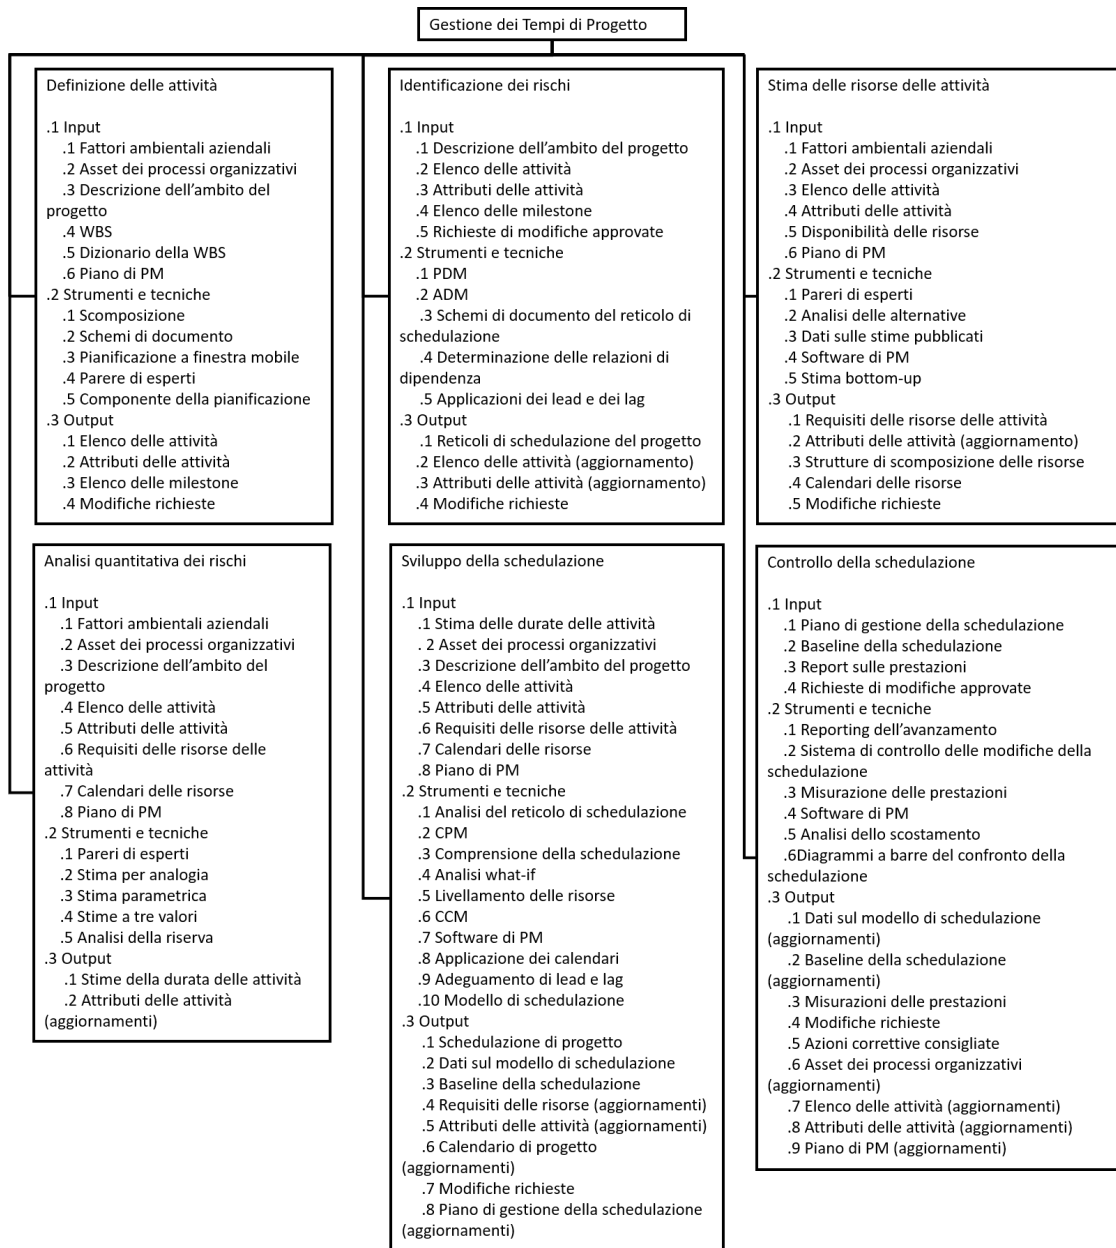 Gestione dei Tempi di Progetto
Definizione delle attività
.1 Input
.1 Fattori ambientali aziendali
.2 Asset dei processi organizzativi
.3 Descrizione dell'ambito del
progetto
.4 WBS
.5 Dizionario della WBS
.6 Piano di PM
.2 Strumenti e tecniche
.1 Scomposizione
.2 Schemi di documento
.3 Pianificazione a finestra mobile
.4 Parere di esperti
.5 Componente della pianificazione
.3 Output
.1 Elenco delle attività
.2 Attributi delle attività
.3 Elenco delle milestone
.4 Modifiche richieste
Identificazione dei rischi
.1 Input
.1 Descrizione dell'ambito del progetto
.2 Elenco delle attività
.3 Attributi delle attività
.4 Elenco delle milestone
.5 Richieste di modifiche approvate
.2 Strumenti e tecniche
.1 PDM
.2 ADM
.3 Schemi di documento del reticolo di
schedulazione
.4 Determinazione delle relazioni di
dipendenza
.5 Applicazioni dei lead e dei lag
.3 Output
.1 Reticoli di schedulazione del progetto
.2 Elenco delle attività (aggiornamento)
.3 Attributi delle attività (aggiornamento)
.4 Modifiche richieste
Stima delle risorse delle attività
.1 Input
.1 Fattori ambientali aziendali
.2 Asset dei processi organizzativi
.3 Elenco delle attività
.4 Attributi delle attività
.5 Disponibilità delle risorse
.6 Piano di PM
.2 Strumenti e tecniche
.1 Pareri di esperti
.2 Analisi delle alternative
.3 Dati sulle stime pubblicati
.4 Software di PM
.5 Stima bottom-up
.3 Output
.1 Requisiti delle risorse delle attività
.2 Attributi delle attività (aggiornamento)
.3 Strutture di scomposizione delle risorse
.4 Calendari delle risorse
.5 Modifiche richieste
Analisi quantitativa dei rischi
.1 Input
.1 Fattori ambientali aziendali
.2 Asset dei processi organizzativi
.3 Descrizione dell'ambito del
progetto
.4 Elenco delle attività
.5 Attributi delle attività
.6 Requisiti delle risorse delle
attività
.7 Calendari delle risorse
.8 Piano di PM
.2 Strumenti e tecniche
.1 Pareri di esperti
.2 Stima per analogia
.3 Stima parametrica
.4 Stime a tre valori
.5 Analisi della riserva
.3 Output
.1 Stime della durata delle attività
.2 Attributi delle attività
(aggiornamenti)
Sviluppo della schedulazione
.1 Input
.1 Stima delle durate delle attività
. 2 Asset dei processi organizzativi
.3 Descrizione dell'ambito del progetto
.4 Elenco delle attività
.5 Attributi delle attività
.6 Requisiti delle risorse delle attività
.7 Calendari delle risorse
.8 Piano di PM
.2 Strumenti e tecniche
.1 Analisi del reticolo di schedulazione
.2 CPM
.3 Comprensione della schedulazione
.4 Analisi what-if
.5 Livellamento delle risorse
.6 CCM
.7 Software di PM
.8 Applicazione dei calendari
.9 Adeguamento di lead e lag
.10 Modello di schedulazione
.3 Output
.1 Schedulazione di progetto
.2 Dati sul modello di schedulazione
.3 Baseline della schedulazione
.4 Requisiti delle risorse (aggiornamenti)
.5 Attributi delle attività (aggiornamenti)
.6 Calendario di progetto
(aggiornamenti)
.7 Modifiche richieste
.8 Piano di gestione della schedulazione
(aggiornamenti)
Controllo della schedulazione
.1 Input
.1 Piano di gestione della schedulazione
.2 Baseline della schedulazione
.3 Report sulle prestazioni
.4 Richieste di modifiche approvate
.2 Strumenti e tecniche
.1 Reporting dell'avanzamento
.2 Sistema di controllo delle modifiche della
schedulazione
.3 Misurazione delle prestazioni
.4 Software di PM
.5 Analisi dello scostamento
.6Diagrammi a barre del confronto della
schedulazione
.3 Output
.1 Dati sul modello di schedulazione
(aggiornamenti)
.2 Baseline della schedulazione
(aggiornamenti)
.3 Misurazioni delle prestazioni
.4 Modifiche richieste
.5 Azioni correttive consigliate
.6 Asset dei processi organizzativi
(aggiornamenti)
.7 Elenco delle attività (aggiornamenti)
.8 Attributi delle attività (aggiornamenti)
.9 Piano di PM (aggiornamenti)